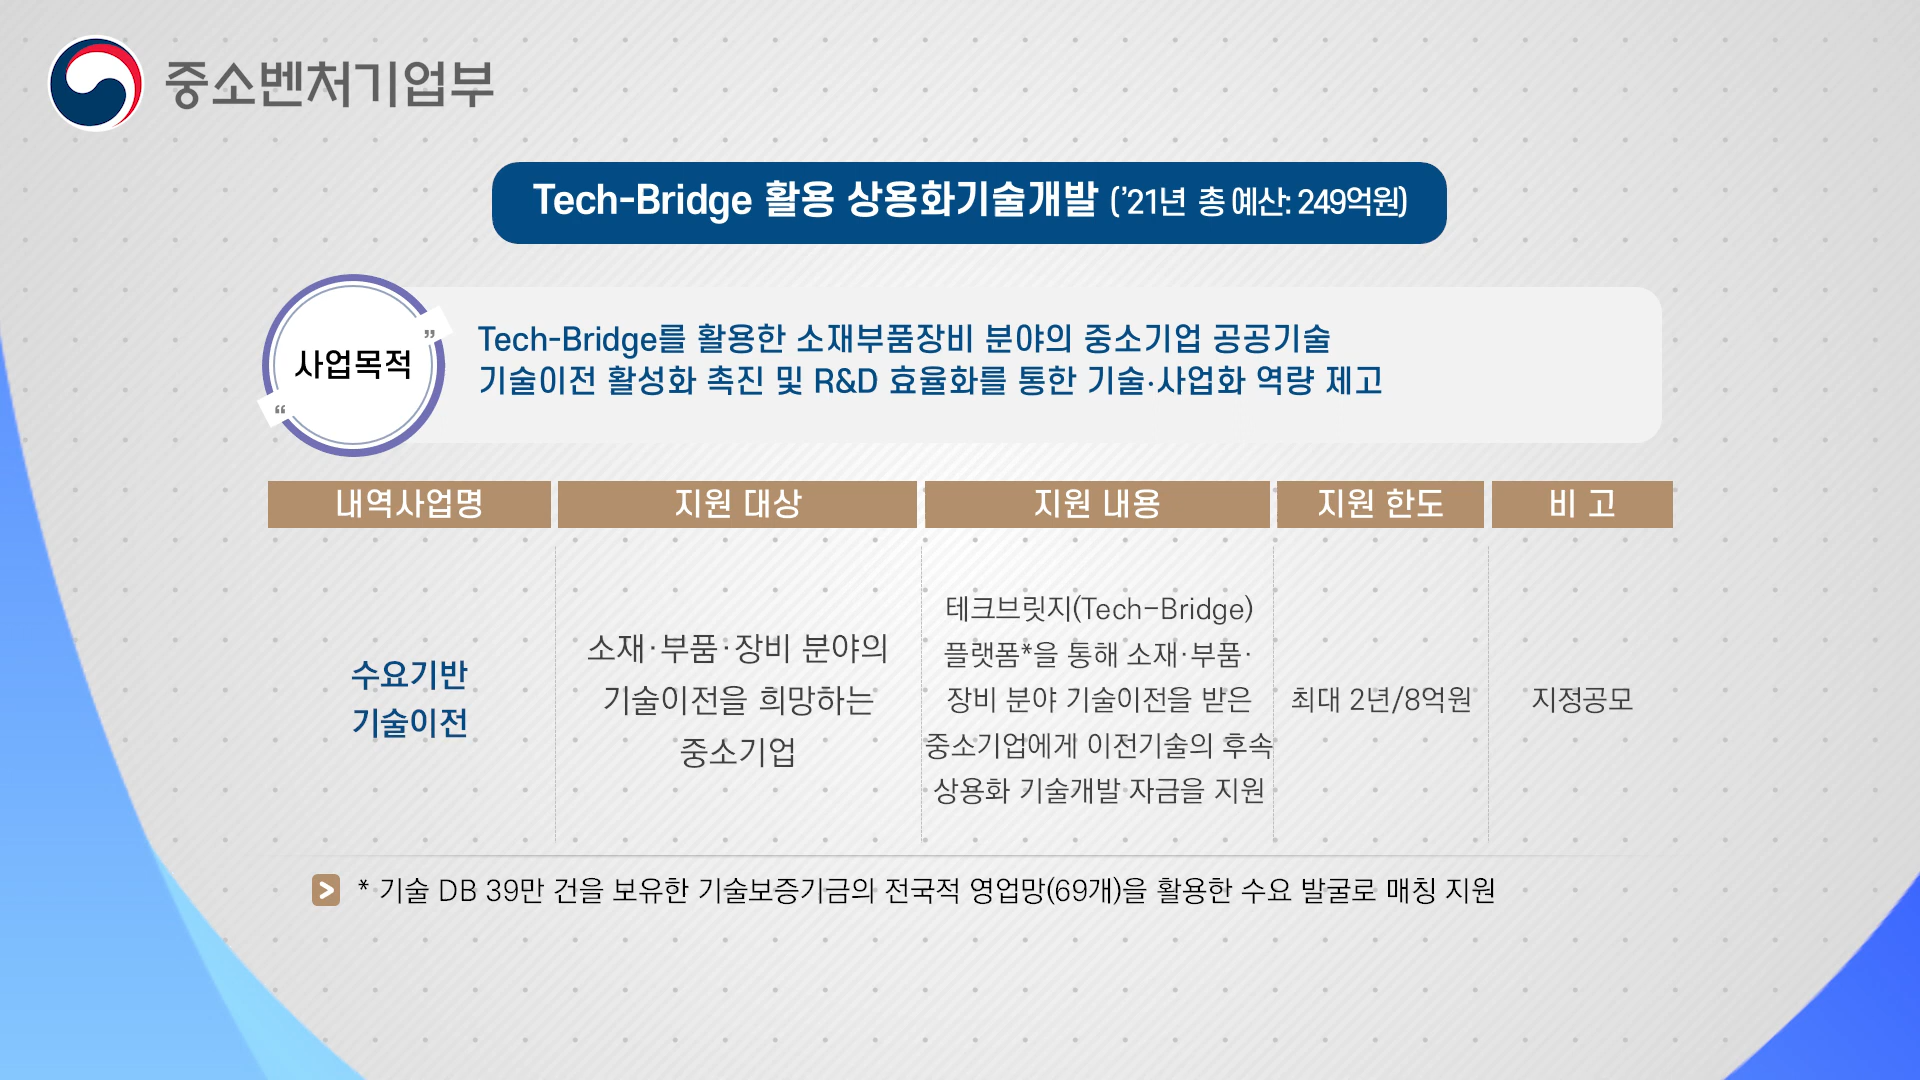 중소벤처기업부
Tech-Bridge 활용 상용화기술개발 ('21년 총 예산: 249억원)
사업목적
Tech-Bridge를 활용한 소재부품장비 분야의 중소기업 공공기술
기술이전 활성화 촉진 및 R&D 효율화를 통한 기술·사업화 역량 제고
내역사업명 지원 대상 지원 내용 지원 한도 비 고
수요기반
기술이전
소재·부품·장비 분야의
기술이전을 희망하는
중소기업
테크브릿지(Tech-Bridge)
플랫폼*을 통해 소재·부품·
장비 분야 기술이전을 받은
중소기업에게 이전기술의 후속
상용화 기술개발 자금을 지원
최대 2년/8억원
지정공모
* 기술 DB 39만 건을 보유한 기술보증기금의 전국적 영업망(69개)을 활용한 수요 발굴로 매칭 지원